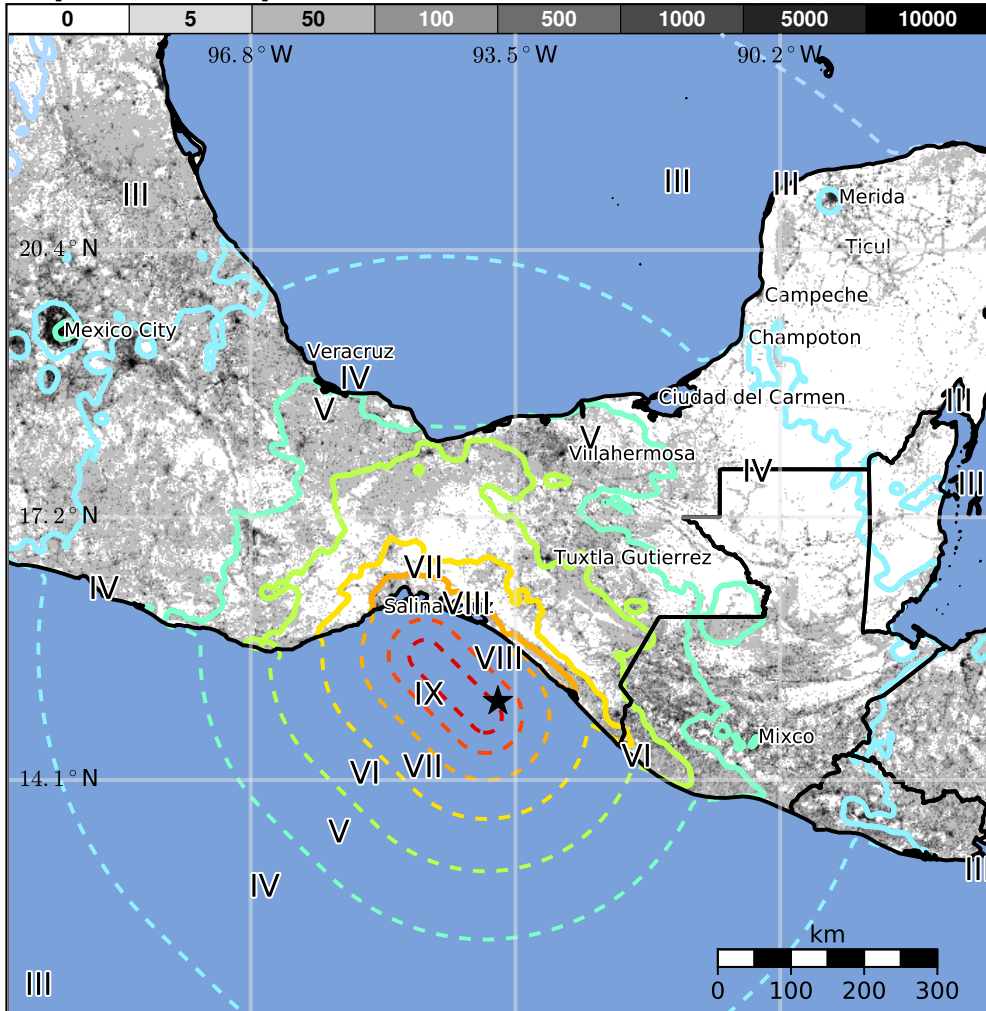 0 5 50 100 500 1000 5000 10000
96.8°W 93.5°W 90.2°W
III
III
III
Merida
20.4°N
Ticul
Campeche
Mexico City
Champoton
Veracruz
IV
Ciudad del Carmen
III
V
V
Villahermosa
IV
III
17.2°N
Tuxtla Gutierrez
VII
IV
VIII
VIII
IX
Mixco
VI
14.1°N
VI
VII
V
IV
III
km
III
0 100 200 300